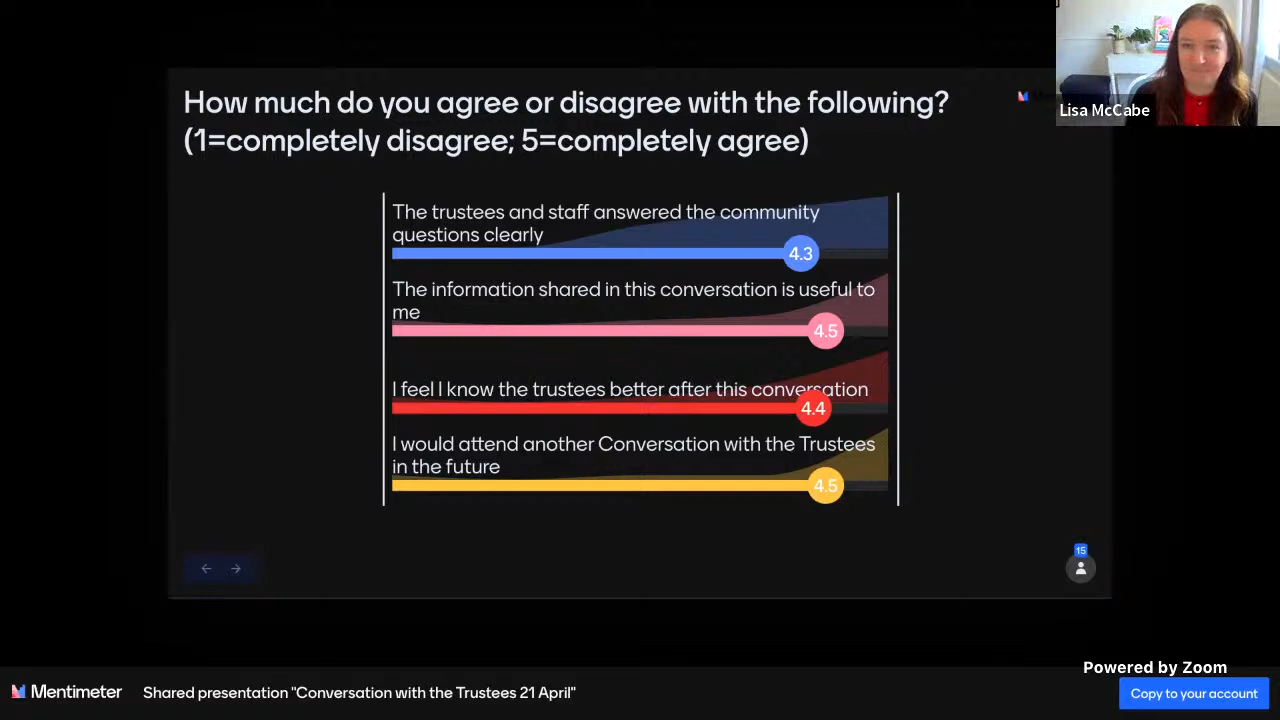 How much do you agree or disagree with the following?
(1=completely disagree; 5=completely agree)
Lisa McCabe
The trustees and staff answered the community
questions clearly
4.3
The information shared in this conversation is useful to
me
4.5
I feel I know the trustees better after this conversation
4.4
I would attend another Conversation with the Trustees
in the future
4.5
15
Powered by Zoom
Mentimeter
Shared presentation "Conversation with the Trustees 21 April"
Copy to your account